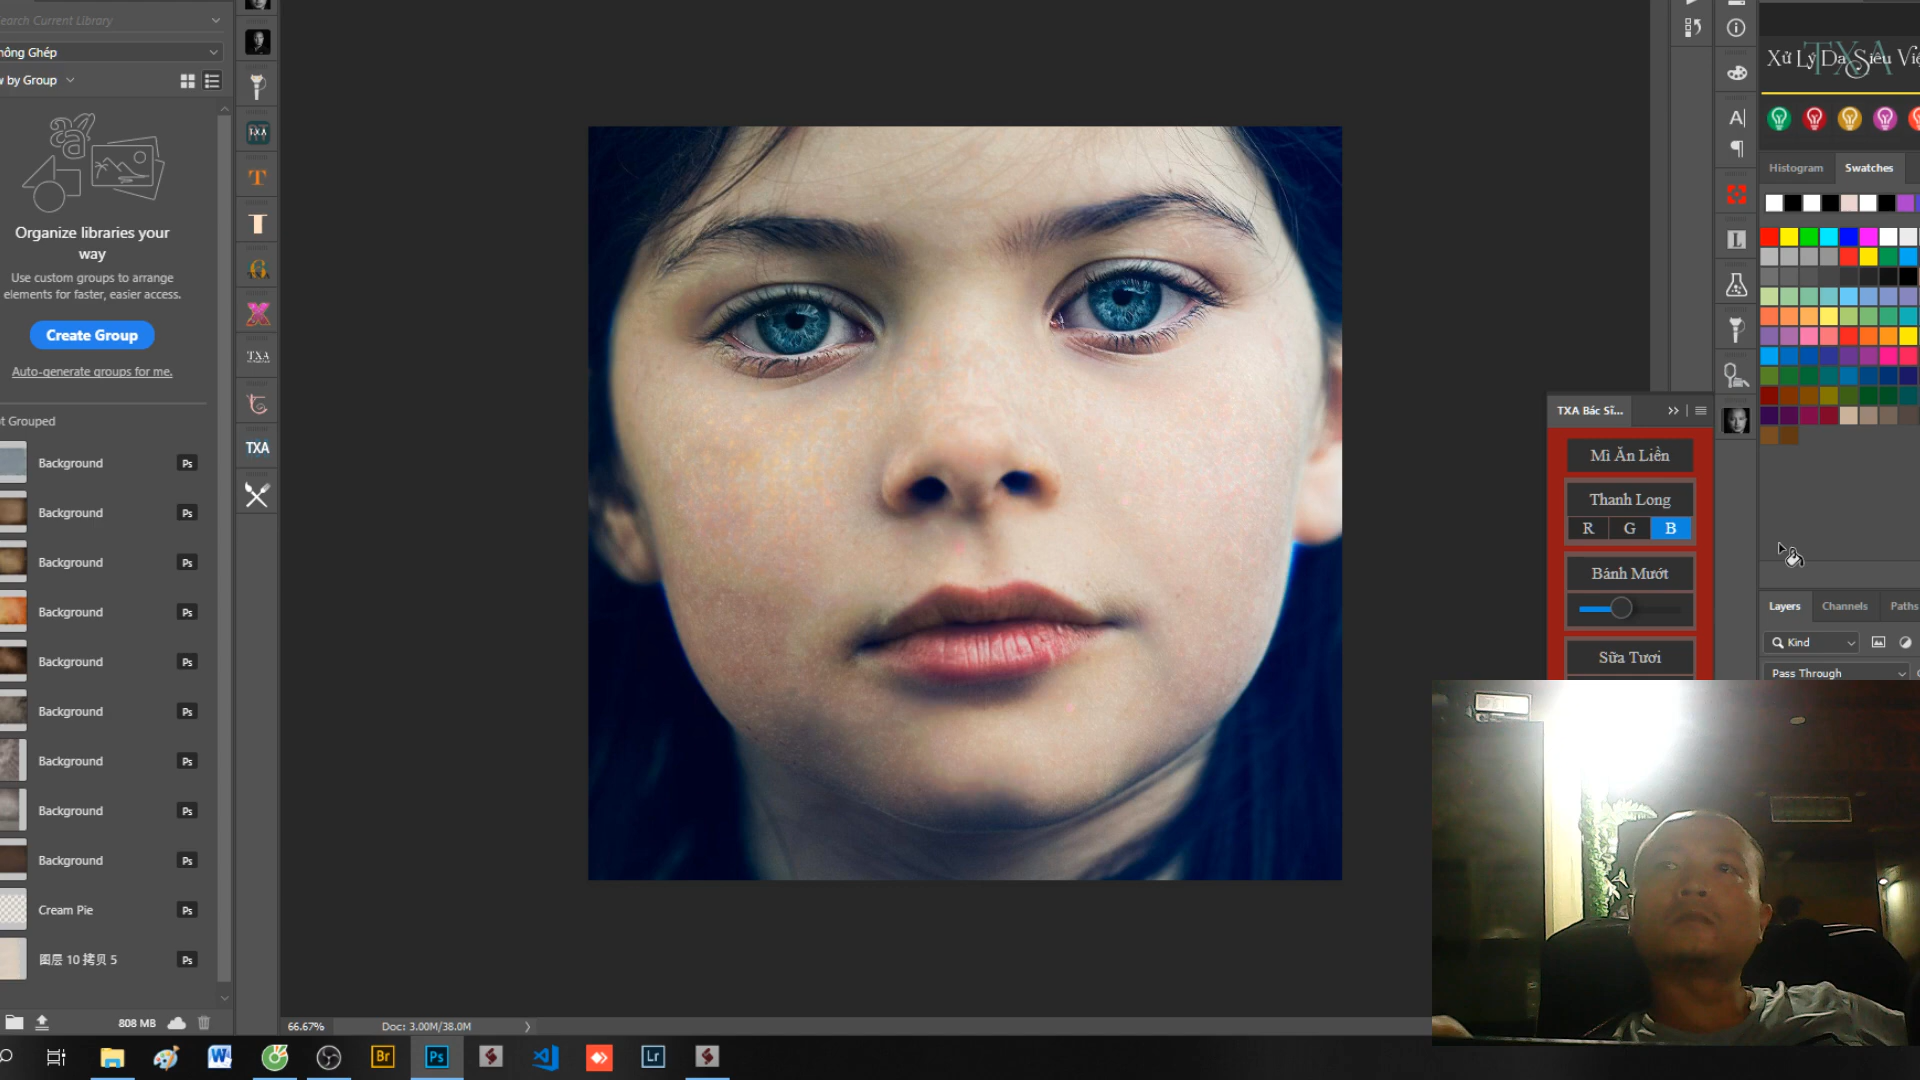 earch Current Library
hông Ghép
w by Group
Organize libraries your
way
Use custom groups to arrange
elements for faster, easier access.
Create Group
Auto-generate groups for me.
t Grouped
Background Ps
Background Ps
Background Ps
Background Ps
Background Ps
Background Ps
Background Ps
Background Ps
Background Ps
Cream Pie Ps
图层 10 拷贝 5 Ps
808 MB
TXA
T
T
G
X
TXA
TXA
66.67%
Doc: 3.00M/38.0M
TXA Bác Sĩ...
Mì Ăn Liền
Thanh Long
R G B
Bánh Mướt
Sữa Tươi
A
L
TXA
Xử Lý Da Siêu Vi
Histogram Swatches
Layers Channels Paths
Kind
Pass Through
W Br Ps Lr